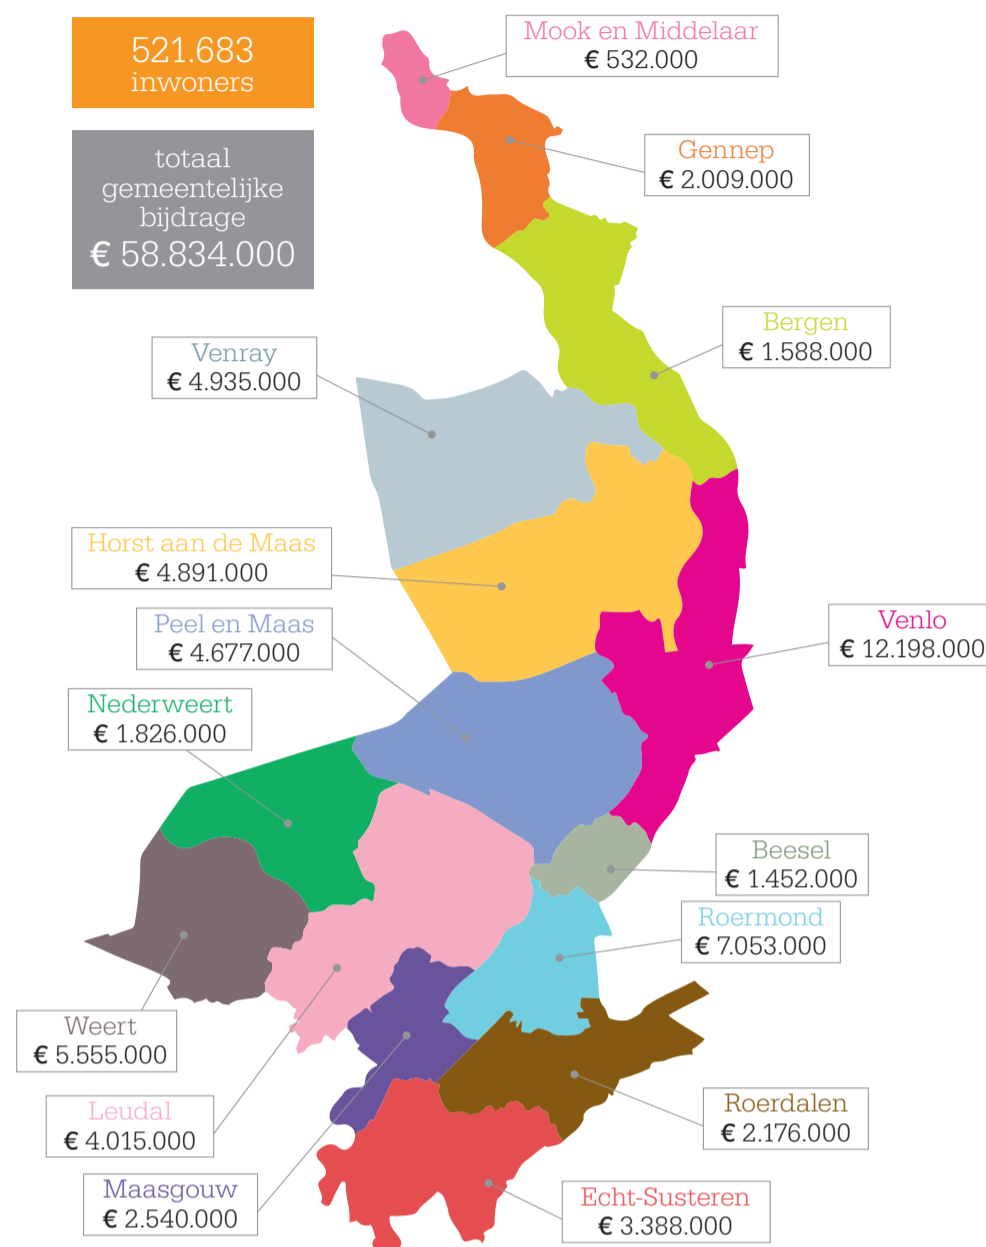 521.683
inwoners
totaal
gemeentelijke
bijdrage
€ 58.834.000
Mook en Middelaar
€ 532.000
Gennep
€ 2.009.000
Bergen
€ 1.588.000
Venray
€ 4.935.000
Horst aan de Maas
€ 4.891.000
Peel en Maas
€ 4.677.000
Venlo
€ 12.198.000
Nederweert
€ 1.826.000
Beesel
€ 1.452.000
Roermond
€ 7.053.000
Weert
€ 5.555.000
Leudal
€ 4.015.000
Roerdalen
€ 2.176.000
Maasgouw
€ 2.540.000
Echt-Susteren
€ 3.388.000